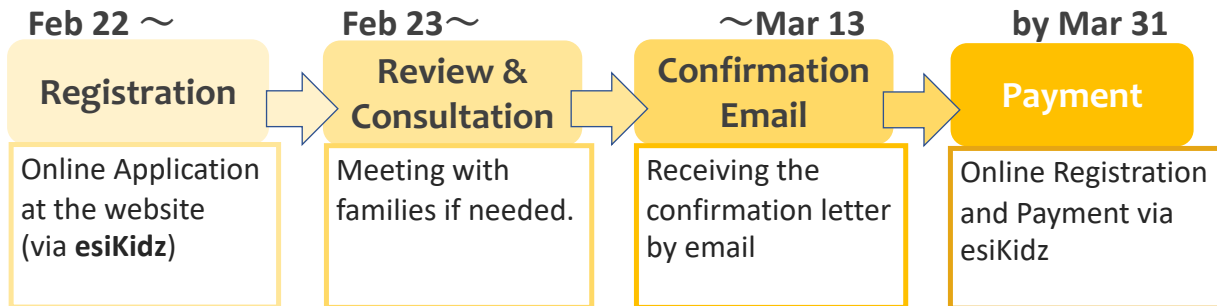 Feb 22 ～
Registration
Online Application
at the website
(via esiKidz)
Feb 23～
Review &
Consultation
Meeting with
families if needed.
～Mar 13
Confirmation
Email
Receiving the
confirmation letter
by email
by Mar 31
Payment
Online Registration
and Payment via
esiKidz